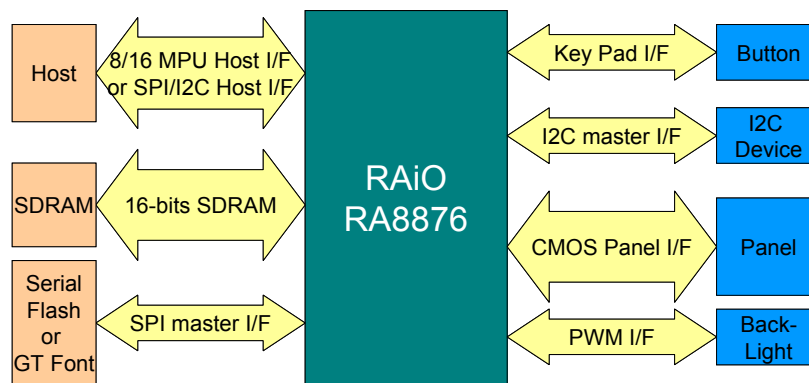 Host
8/16 MPU Host I/F
or SPI/I2C Host I/F
SDRAM
16-bits SDRAM
Serial
Flash
or
GT Font
SPI master I/F
RAiO
RA8876
Key Pad I/F
Button
I2C master I/F
I2C
Device
CMOS Panel I/F
Panel
PWM I/F
Back-
Light